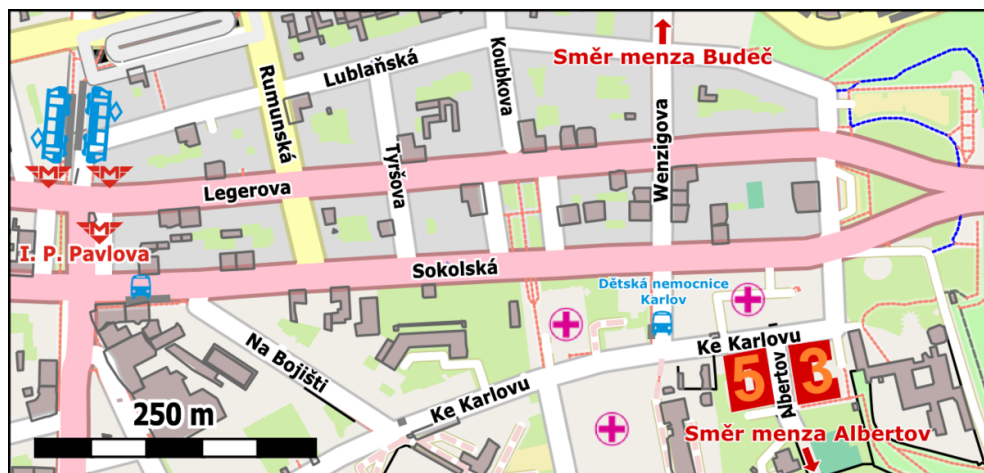 Směr menza Budeč
Lublaňská
Koubkova
Rumunská
Wenzigova
Tyršova
M
M
Legerova
M
I. P. Pavlova
Sokolská
Dětská nemocnice
Karlov
Na Bojišti
Ke Karlovu
Ke Karlovu
5
Albertov
3
250 m
Směr menza Albertov